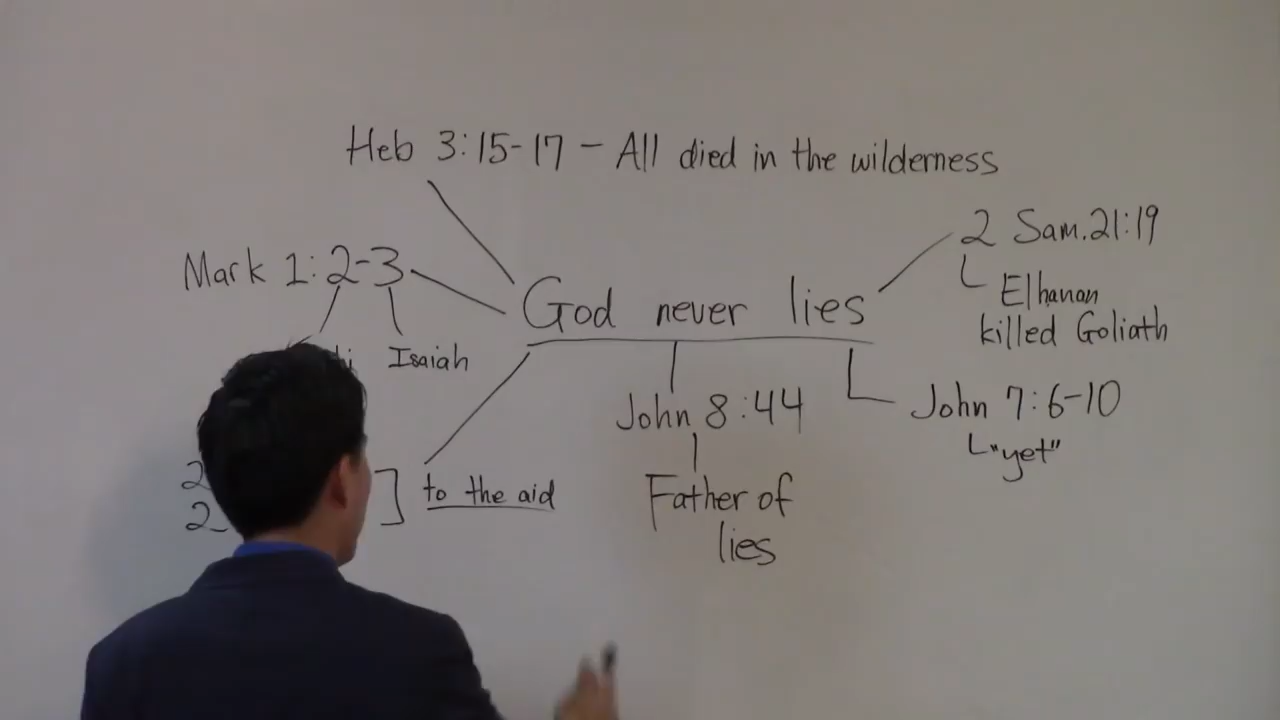 Heb 3:15-17 - All died in the wilderness
Mark 1:2-3
Isaiah
God never lies
2 Sam. 21:19
Elhanan
killed Goliath
John 8:44
Father of
lies
John 7:6-10
"yet"
2
2
to the aid